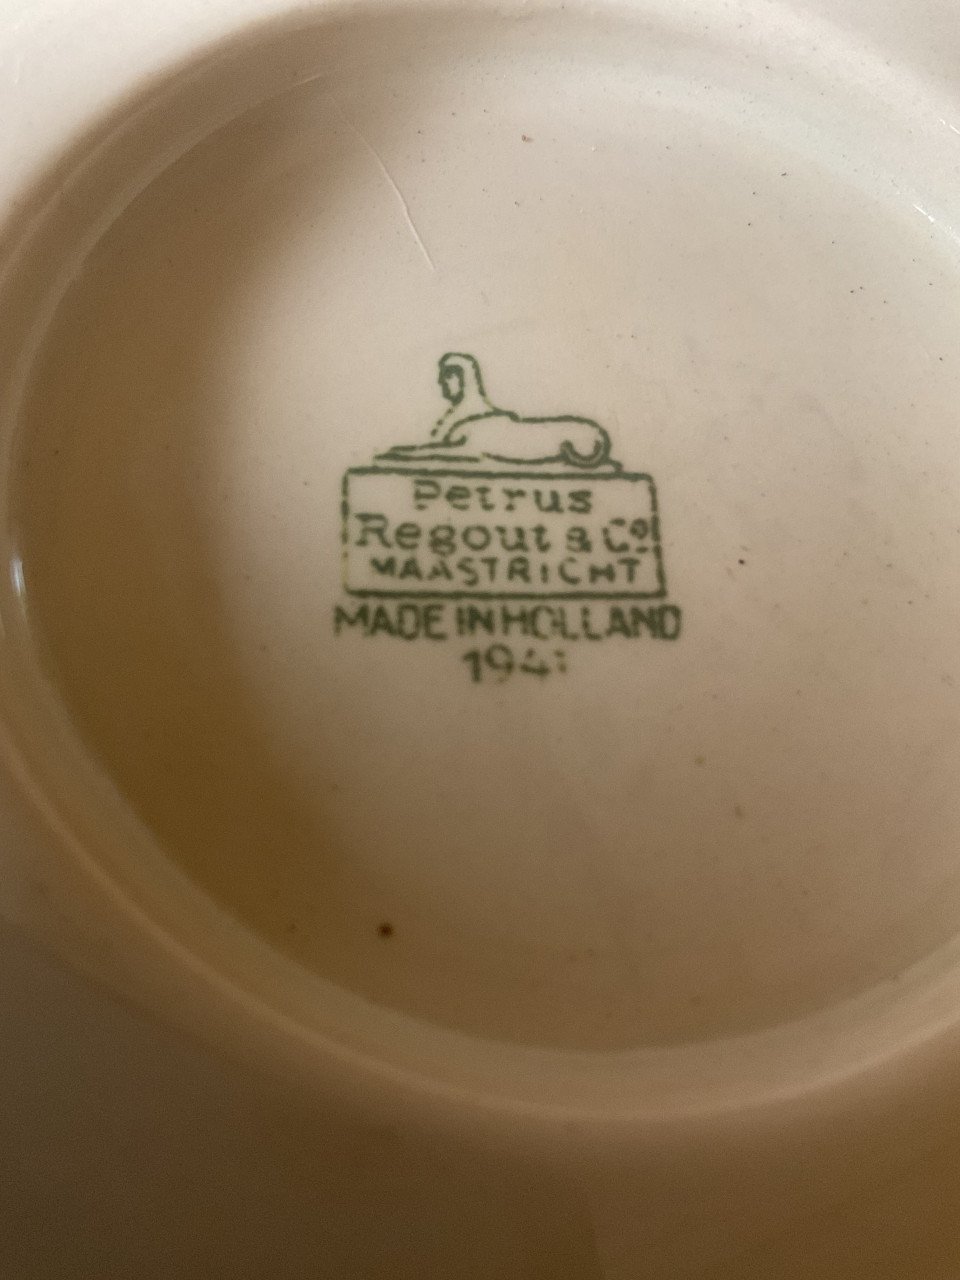 Petrus
Regout & Co.
MAASTRICHT
MADE IN HOLLAND